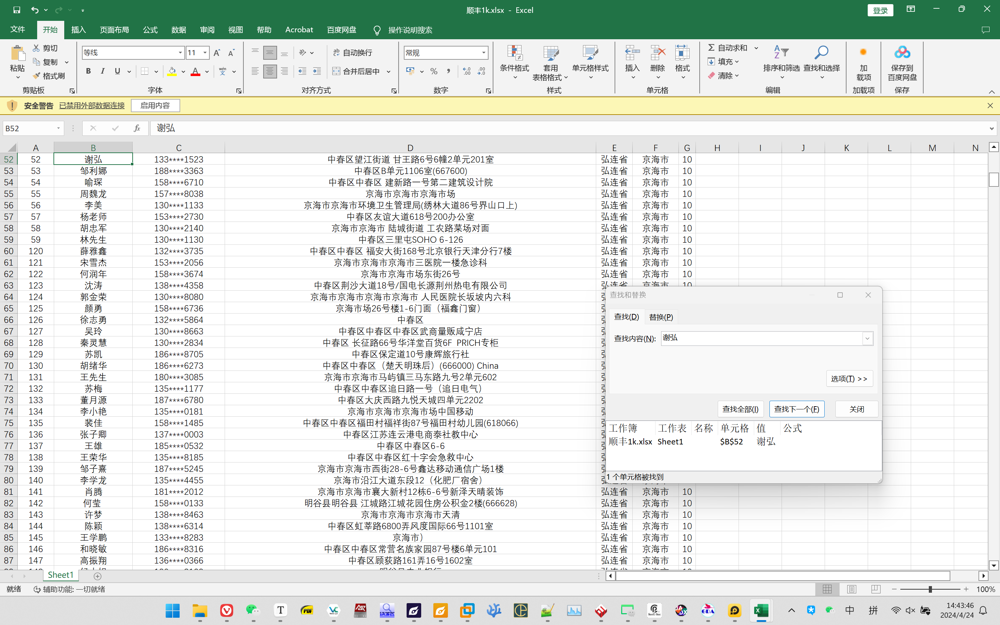 顺丰1k.xlsx - Excel
登录
文件 开始 插入 页面布局 公式 数据 审阅 视图 帮助 Acrobat 百度网盘 操作说明搜索
粘贴 剪切 复制 格式刷 剪贴板
等线 11 B I U A wén 文 字体
自动换行 合并后居中 对齐方式
常规 % 数字
条件格式 套用表格格式 单元格样式 样式
插入 删除 格式 单元格
自动求和 填充 清除 排序和筛选 查找和选择 编辑
加载项 加载项
保存到百度网盘 保存
安全警告 已禁用外部数据连接 启用内容
B52 fx 谢弘
A B C D E F G H I J K L M N
52 52 谢弘 133****1523 中春区望江街道 甘王路6号6幢2单元201室 弘连省 京海市 10
53 53 邹利娜 188****3363 中春区B单元1106室(667600) 弘连省 京海市 10
54 54 喻琛 158****6710 中春区中春区 建新路一号第二建筑设计院 弘连省 京海市 10
55 55 周魏龙 157****8038 京海市京海市京海市场 弘连省 京海市 10
56 56 李美 130****1133 京海市京海市环境卫生管理局(绣林大道86号界山口上) 弘连省 京海市 10
57 57 杨老师 153****2730 中春区友谊大道618号200办公室 弘连省 京海市 10
58 58 胡忠军 130****2140 京海市京海市 陆城街道 工农路菜场对面 弘连省 京海市 10
59 59 林先生 130****1130 中春区三里屯SOHO 6-126 弘连省 京海市 10
60 120 薛雅鑫 132****3735 中春区中春区 福安大街168号北京银行天津分行7楼 弘连省 京海市 10
61 121 宋雪杰 153****2056 京海市京海市京海市三医院一楼急诊科 弘连省 京海市 10
62 122 何润年 158****3674 京海市京海市场东街26号 弘连省 京海市 10
63 123 沈涛 138****4358 中春区荆沙大道18号/国电长源荆州热电有限公司 弘连省 京海市 10
64 124 郭金荣 130****8080 京海市京海市京海市京海市 人民医院长坂坡内六科
65 125 颜勇 158****6736 京海市场26号楼1-6门面（福鑫门窗）
66 126 徐志勇 132****5864 中春区
67 127 吴玲 130****8663 中春区中春区中春区武商量贩咸宁店
68 128 秦灵慧 130****2834 中春区 长征路66号华洋堂百货6F PRICH专柜
69 129 苏凯 186****8705 中春区保定道10号康辉旅行社
70 130 胡绪华 186****6273 中春区中春区（楚天明珠后）(666000) China
71 131 王先生 180****3085 京海市京海市马屿镇三马东路九号2单元602
72 132 苏梅 135****1177 中春区中春区追日路一号（追日电气）
73 133 董月源 187****6780 中春区大庆西路九悦天城四单元2202
74 134 李小艳 135****0181 京海市京海市京海市场中国移动
75 135 裴佳 158****1485 中春区中春区福田村福祥街87号福田村幼儿园(618066)
76 136 张子卿 137****0003 中春区江苏连云港电商泰社教中心
77 137 王雄 185****0532 中春区中春区6-6
78 138 王荣华 135****8185 中春区中春区红十字会急救中心
79 139 邹子熹 187****5245 京海市京海市西街28-6号鑫达移动通信广场1楼
80 140 李学龙 135****4455 京海市沿江大道东段12（化肥厂宿舍）
81 141 肖腾 181****2012 京海市京海市襄大新村12栋6-6号新泽天晴装饰 弘连省 京海市 10
82 142 何莹 158****0133 明谷县明谷县 江城路江城花园住房公积金2楼(666628) 弘连省 京海市 10
83 143 许梦 138****8463 京海市京海市京海市天清 弘连省 京海市 10
84 144 陈颖 138****6314 中春区虹莘路6800弄风度国际66号1101室 弘连省 京海市 10
85 145 王学鹏 133****8283 京海市） 弘连省 京海市 10
86 146 和晓敏 186****8316 中春区中春区常营名族家园87号楼6单元101 弘连省 京海市 10
87 147 高振翔 136****0366 中春区顾荻路161弄16号1602室 弘连省 京海市 10
查找和替换
查找(D) 替换(P)
查找内容(N): 谢弘
选项(T) >>
查找全部(I) 查找下一个(F) 关闭
工作簿 工作表 名称 单元格 值 公式
顺丰1k.xlsx Sheet1 $B$52 谢弘
1 个单元格被找到
Sheet1
就绪 辅助功能: 一切就绪 100%
中 拼 14:43:46
2024/4/24